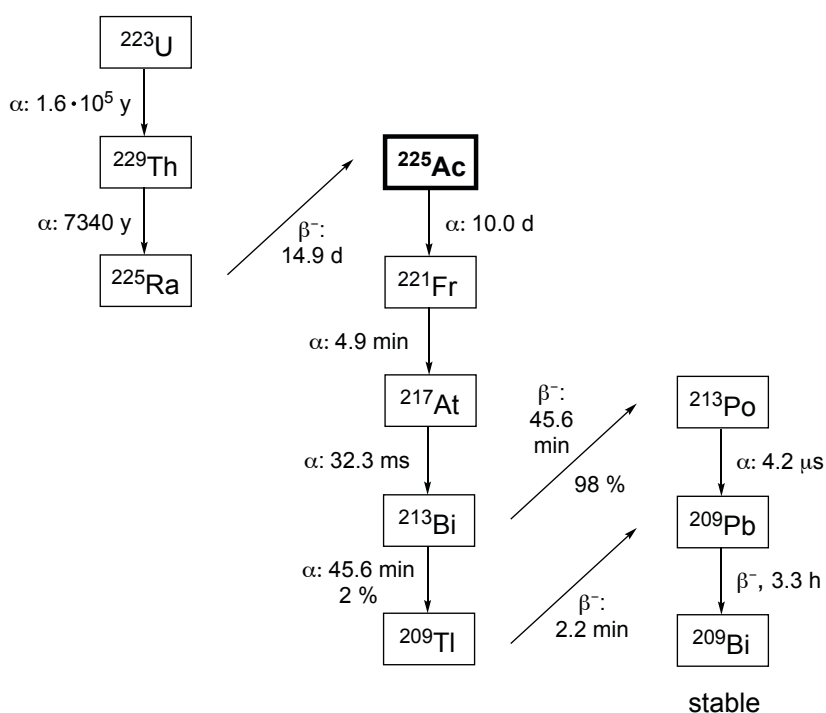 ²²³U
α: 1.6·10⁵ y
²²⁹Th
α: 7340 y
²²⁵Ra
β⁻:
14.9 d
²²⁵Ac
α: 10.0 d
²²¹Fr
α: 4.9 min
²¹⁷At
α: 32.3 ms
²¹³Bi
α: 45.6 min
2 %
²⁰⁹Tl
β⁻:
45.6
min
98 %
β⁻:
2.2 min
²¹³Po
α: 4.2 μs
²⁰⁹Pb
β⁻, 3.3 h
²⁰⁹Bi
stable